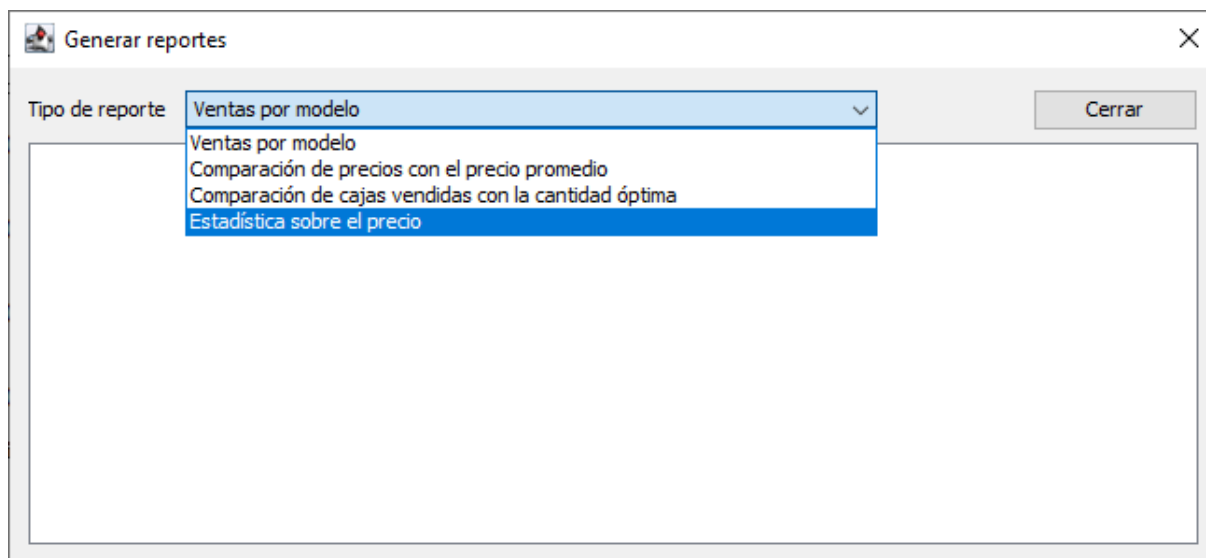 Generar reportes
Tipo de reporte Ventas por modelo Cerrar
Ventas por modelo
Comparación de precios con el precio promedio
Comparación de cajas vendidas con la cantidad óptima
Estadística sobre el precio